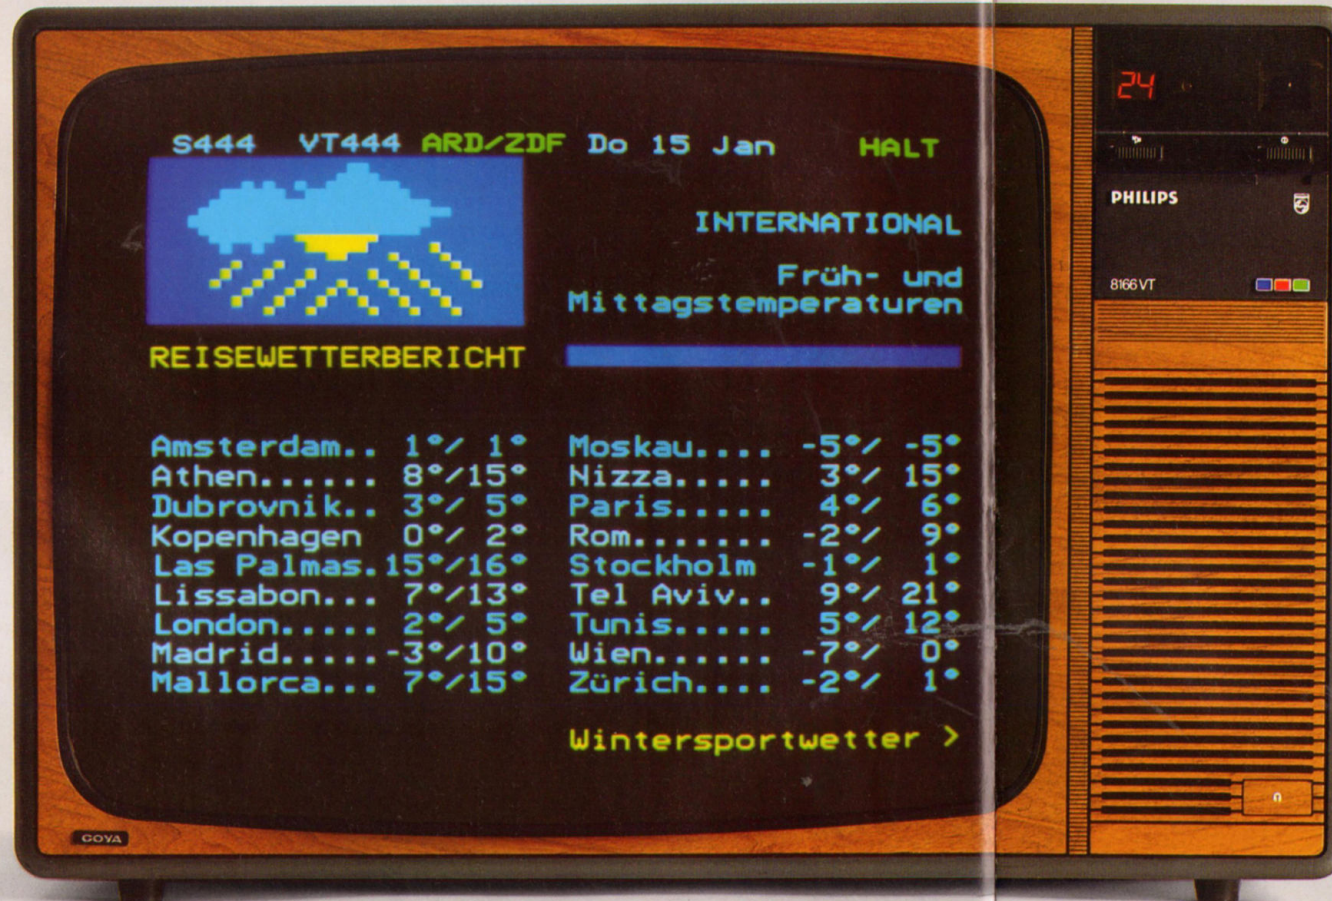 S444 VT444 ARD/ZDF Do 15 Jan HALT
INTERNATIONAL
Früh- und
Mittagstemperaturen
REISEWETTERBERICHT
Amsterdam.. 1°/ 1°
Athen...... 8°/15°
Dubrovnik.. 3°/ 5°
Kopenhagen 0°/ 2°
Las Palmas.15°/16°
Lissabon... 7°/13°
London..... 2°/ 5°
Madrid.....-3°/10°
Mallorca... 7°/15°
Moskau.... -5°/ -5°
Nizza..... 3°/ 15°
Paris..... 4°/ 6°
Rom....... -2°/ 9°
Stockholm -1°/ 1°
Tel Aviv.. 9°/ 21°
Tunis..... 5°/ 12°
Wien...... -7°/ 0°
Zürich.... -2°/ 1°
Wintersportwetter >
24
PHILIPS
8166 VT
GOYA